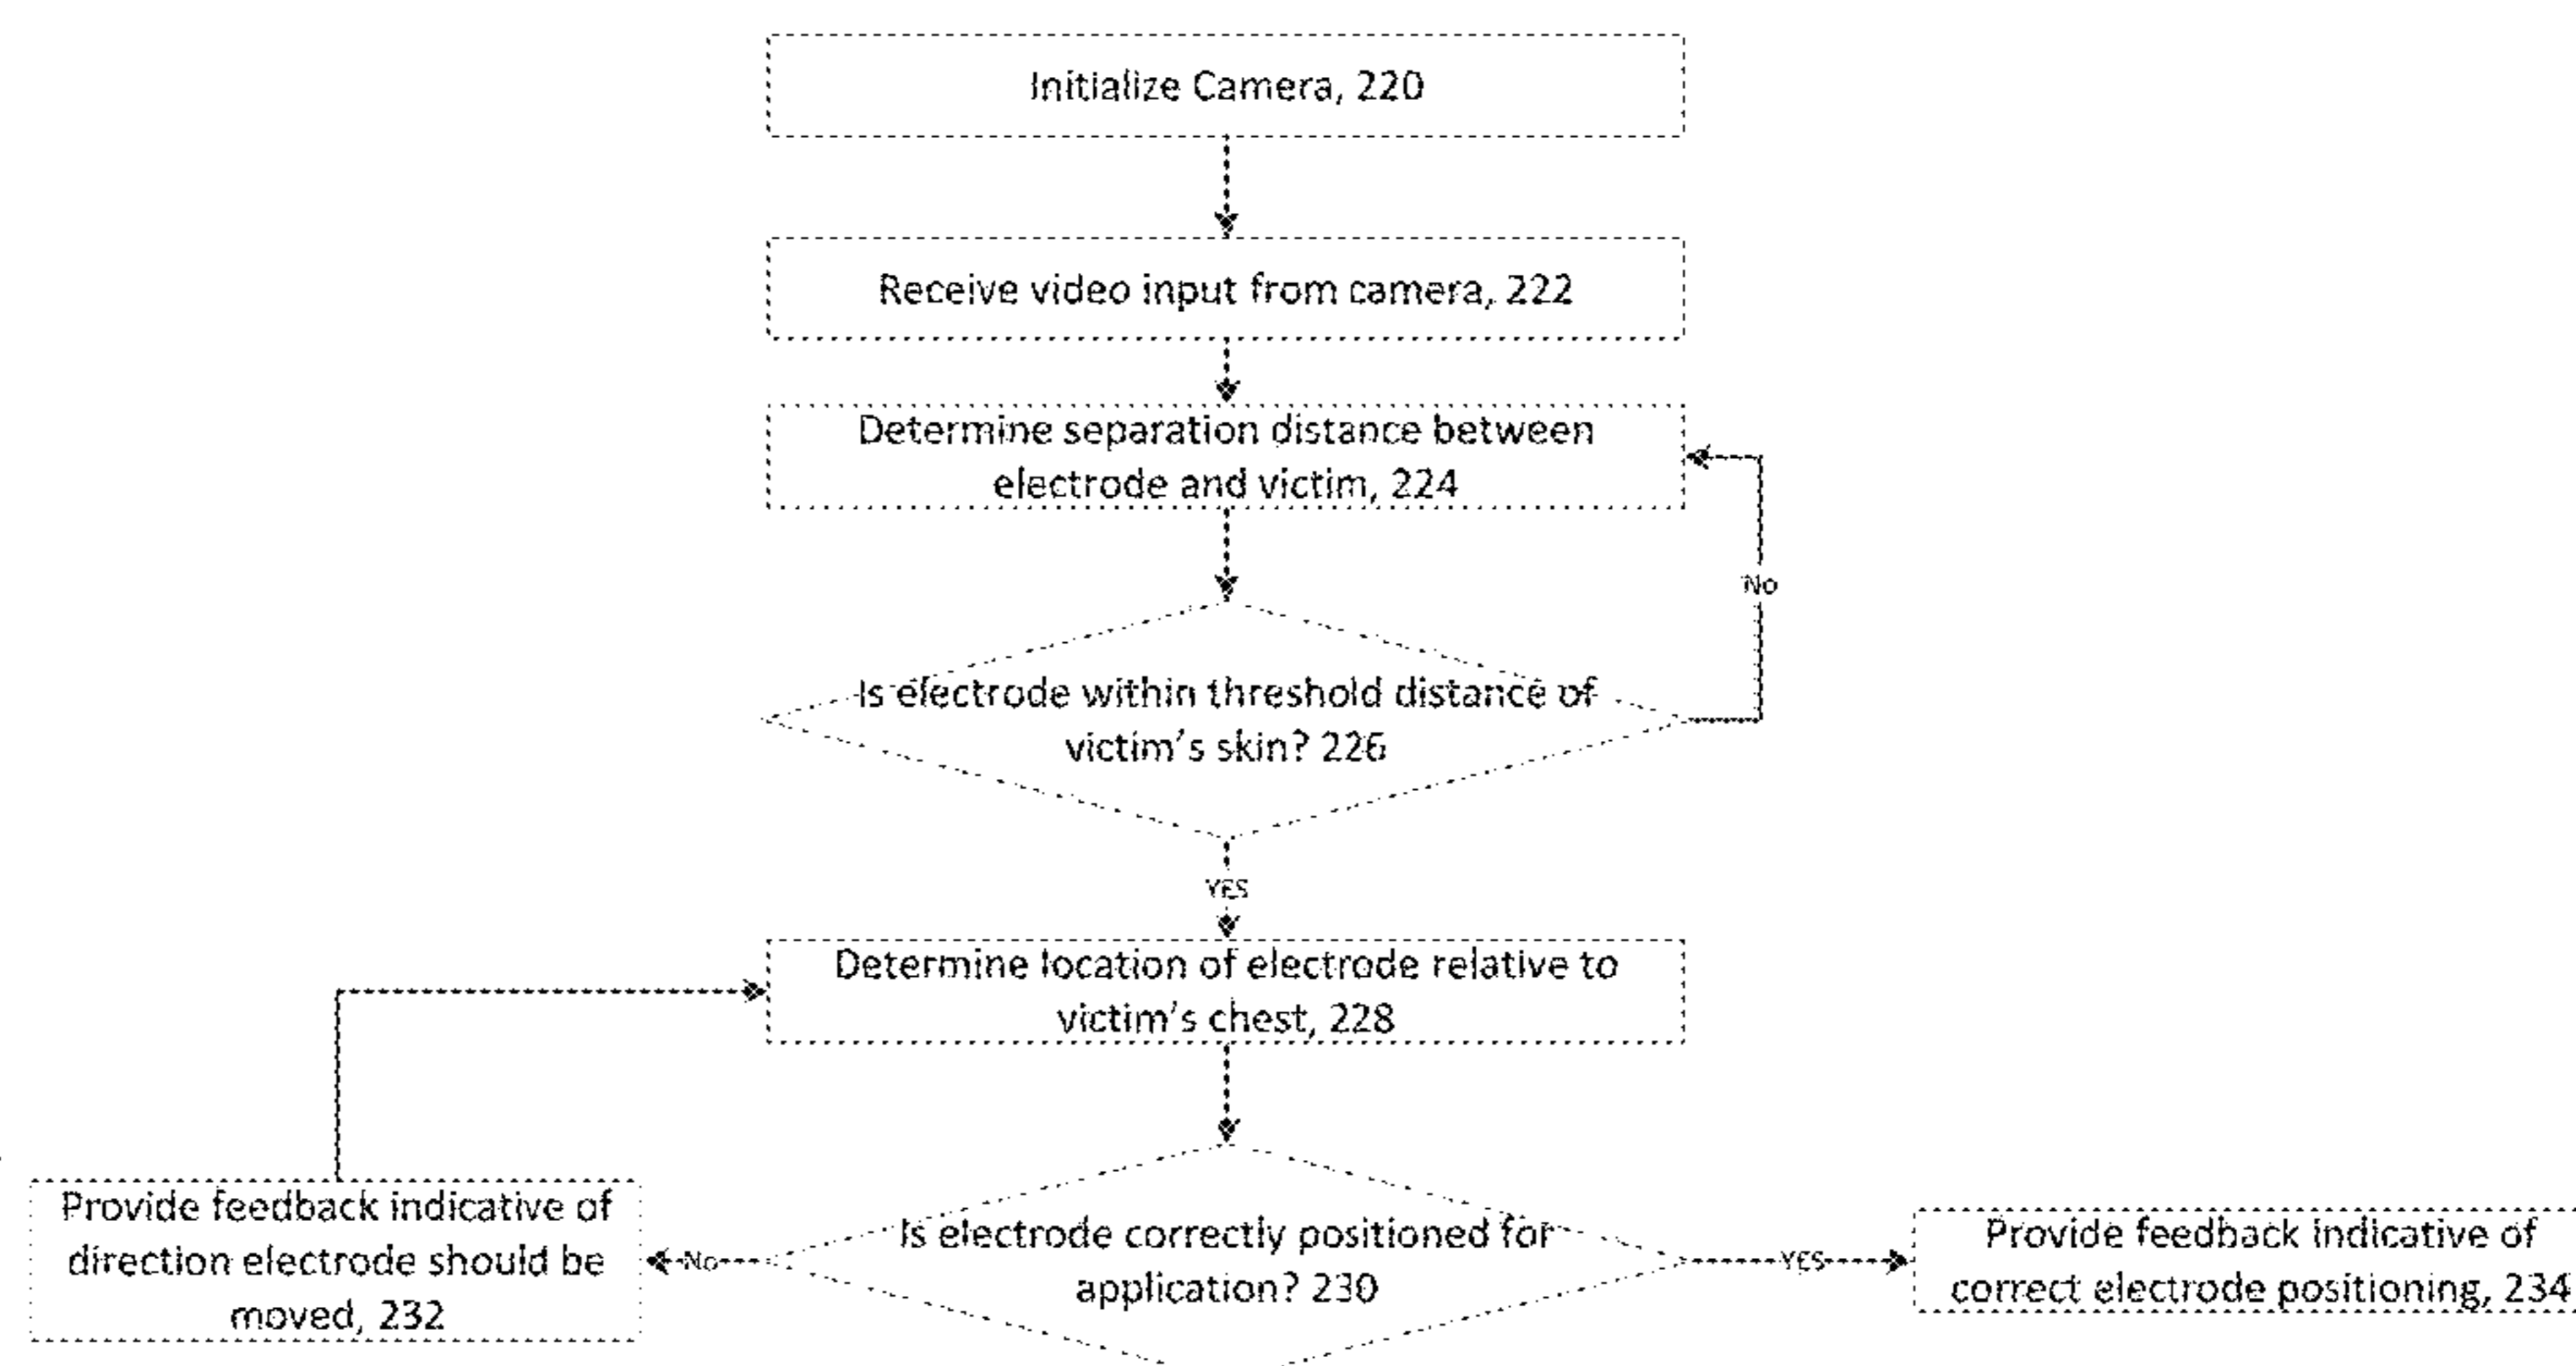 Initialize Camera, 220
Receive video input from camera, 222
Determine separation distance between
electrode and victim, 224
No
Is electrode within threshold distance of
victim's skin? 226
YES
Determine location of electrode relative to
victim's chest, 228
Provide feedback indicative of
direction electrode should be
moved, 232
No
Is electrode correctly positioned for
application? 230
YES
Provide feedback indicative of
correct electrode positioning, 234